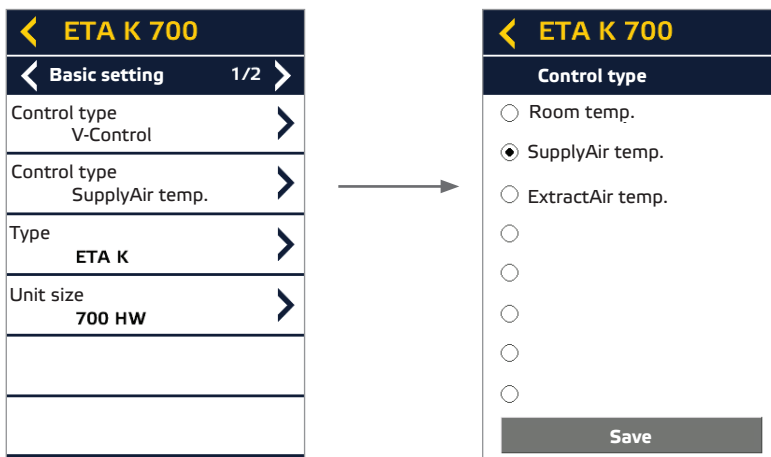 ETA K 700
Basic setting 1/2
Control type
V-Control
Control type
SupplyAir temp.
Type
ETA K
Unit size
700 HW
ETA K 700
Control type
Room temp.
SupplyAir temp.
ExtractAir temp.
Save